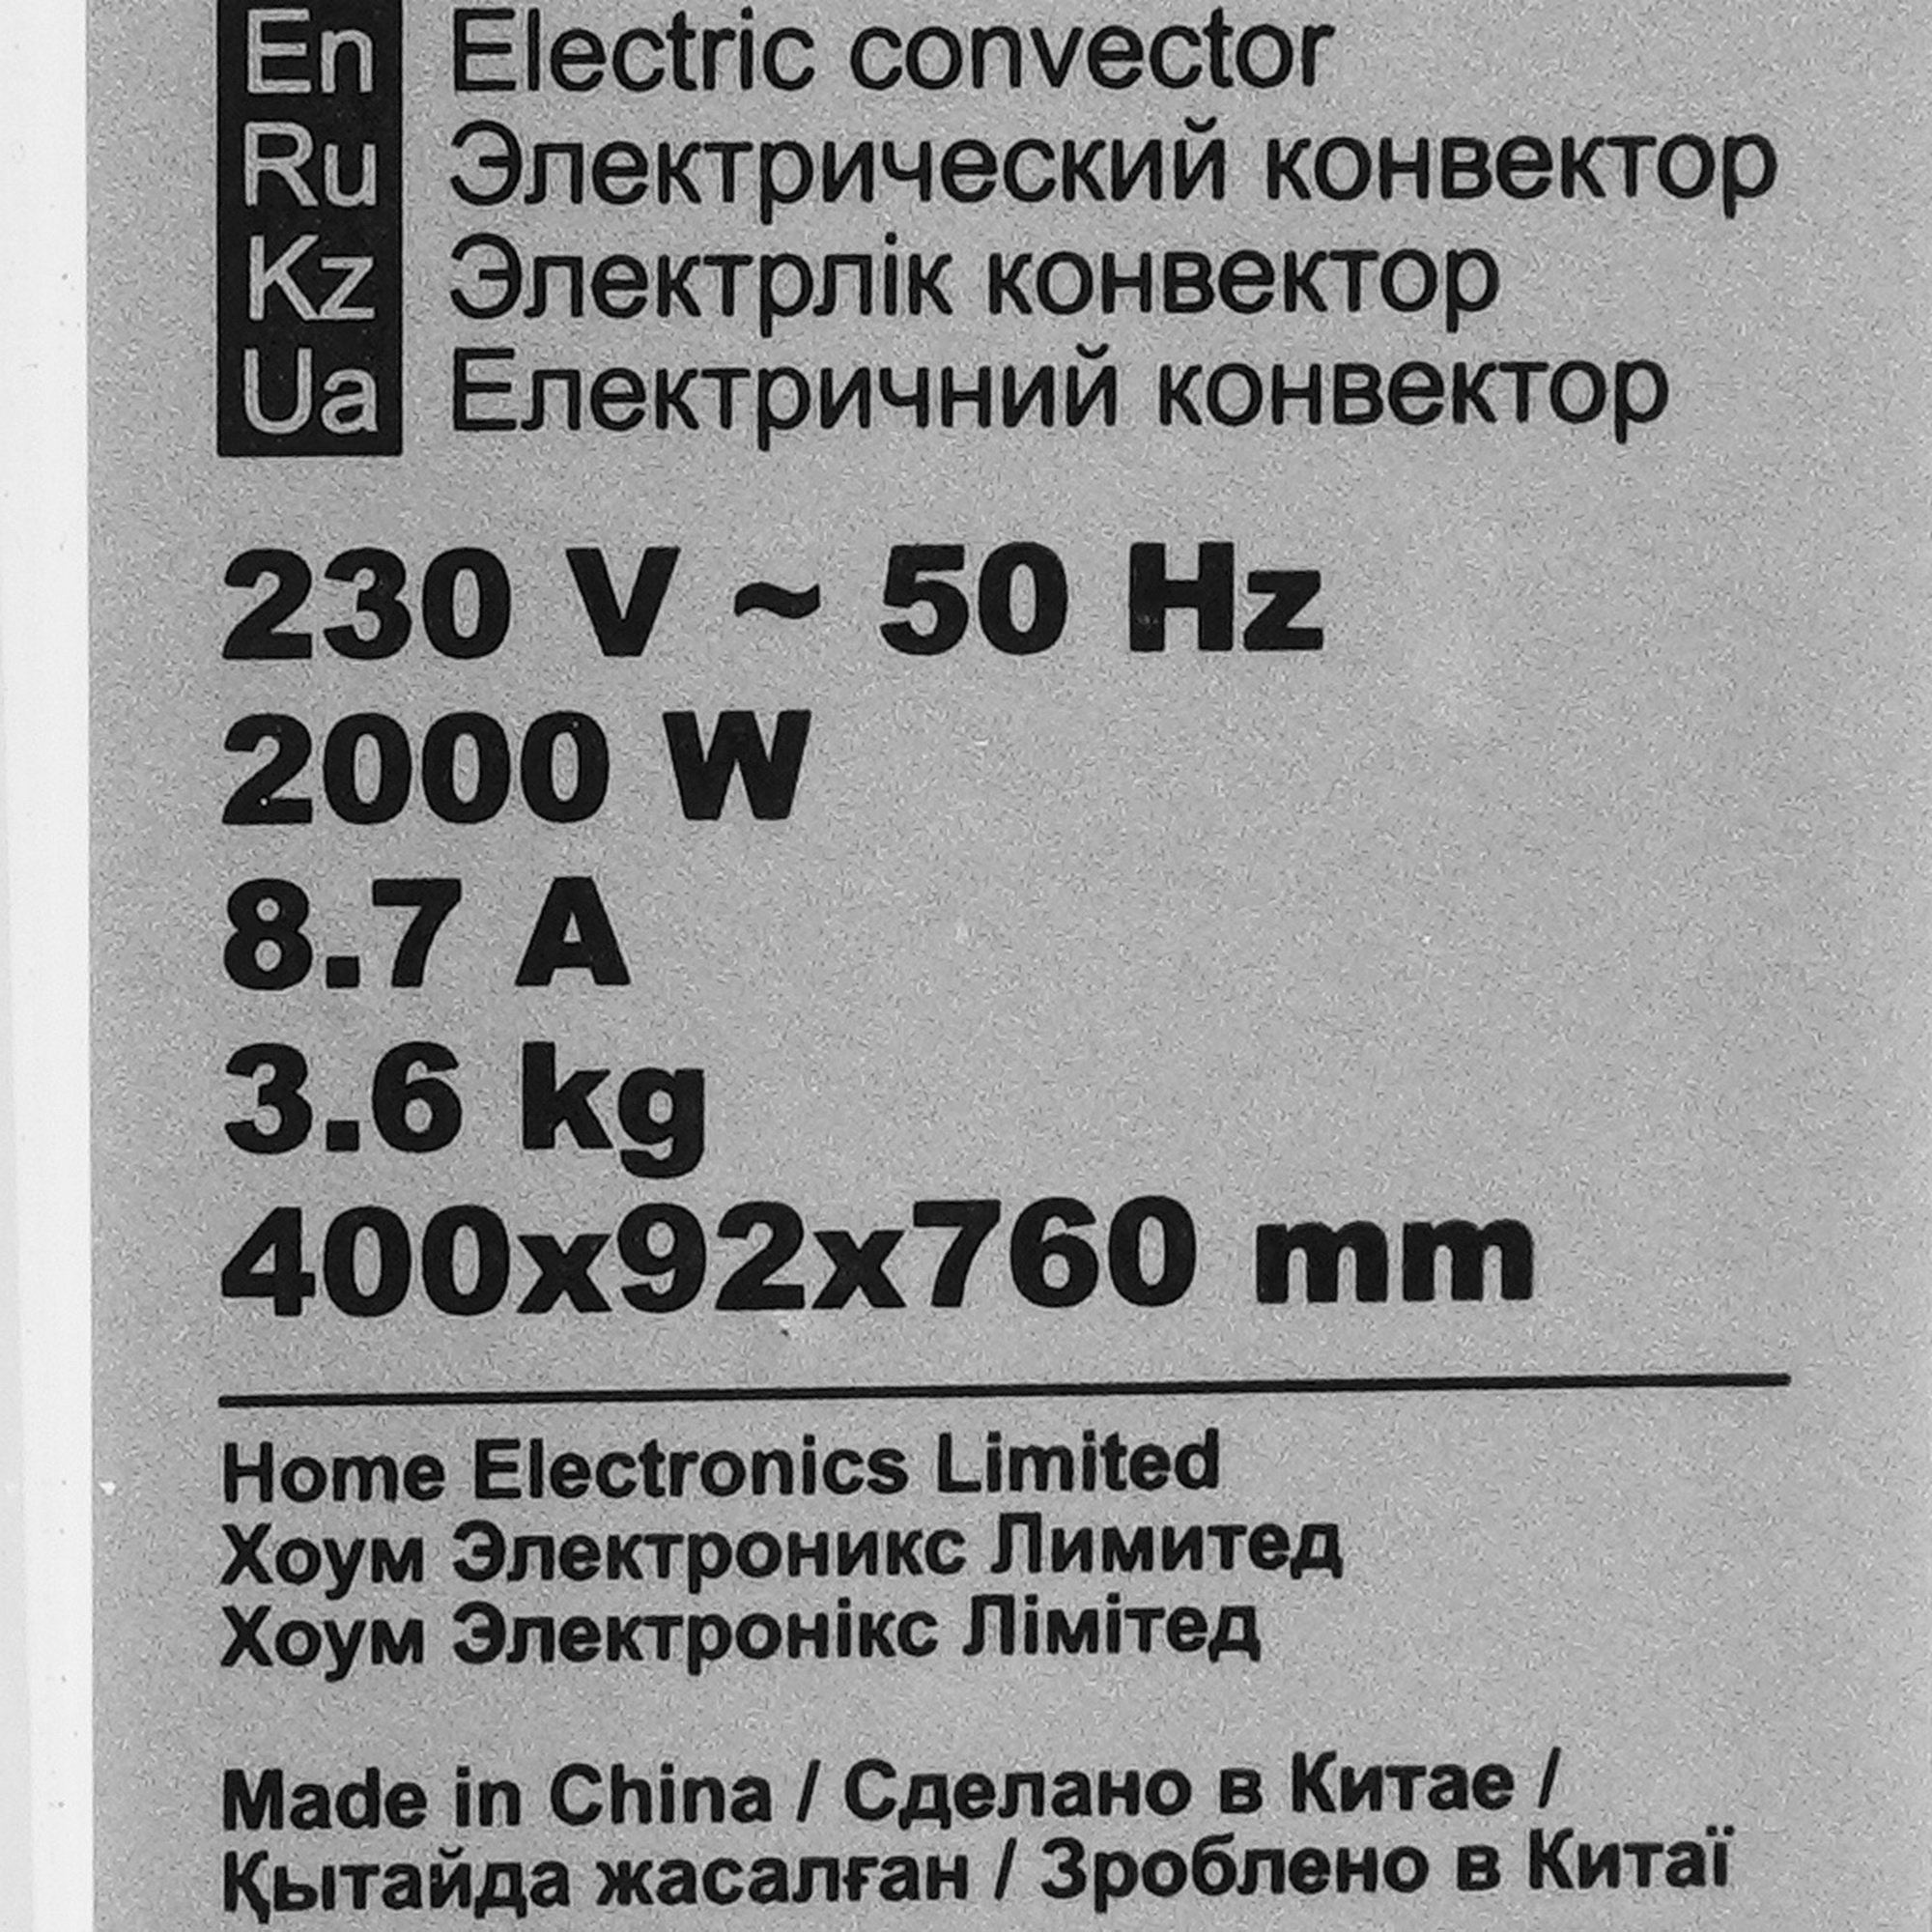 En Electric convector
Ru Электрический конвектор
Kz Электрлік конвектор
Ua Електричний конвектор
230 V ~ 50 Hz
2000 W
8.7 A
3.6 kg
400x92x760 mm
Home Electronics Limited
Хоум Электроникс Лимитед
Хоум Электронікс Лімітед
Made in China / Сделано в Китае /
Қытайда жасалған / Зроблено в Китаї